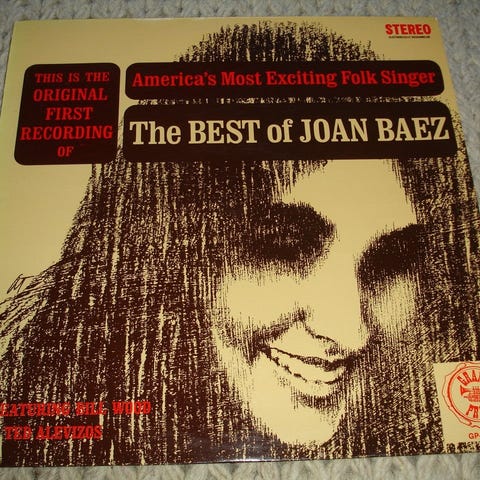 STEREO
THIS IS THE
ORIGINAL
FIRST
RECORDING
OF
America's Most Exciting Folk Singer
The BEST of JOAN BAEZ
FEATURING BILL WOOD
TED ALEVIZOS